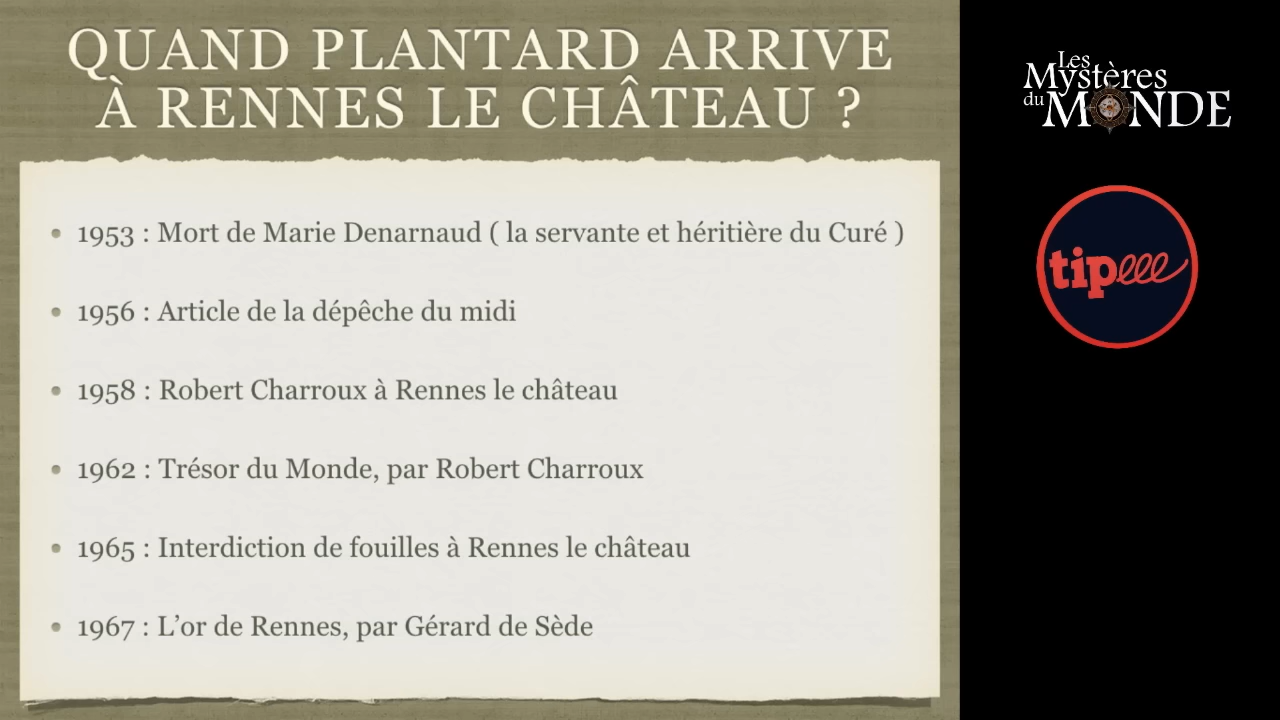 QUAND PLANTARD ARRIVE
À RENNES LE CHÂTEAU ?
• 1953 : Mort de Marie Denarnaud ( la servante et héritière du Curé )
• 1956 : Article de la dépêche du midi
• 1958 : Robert Charroux à Rennes le château
• 1962 : Trésor du Monde, par Robert Charroux
• 1965 : Interdiction de fouilles à Rennes le château
• 1967 : L’or de Rennes, par Gérard de Sède
Les
Mystères
du MONDE
tipeee